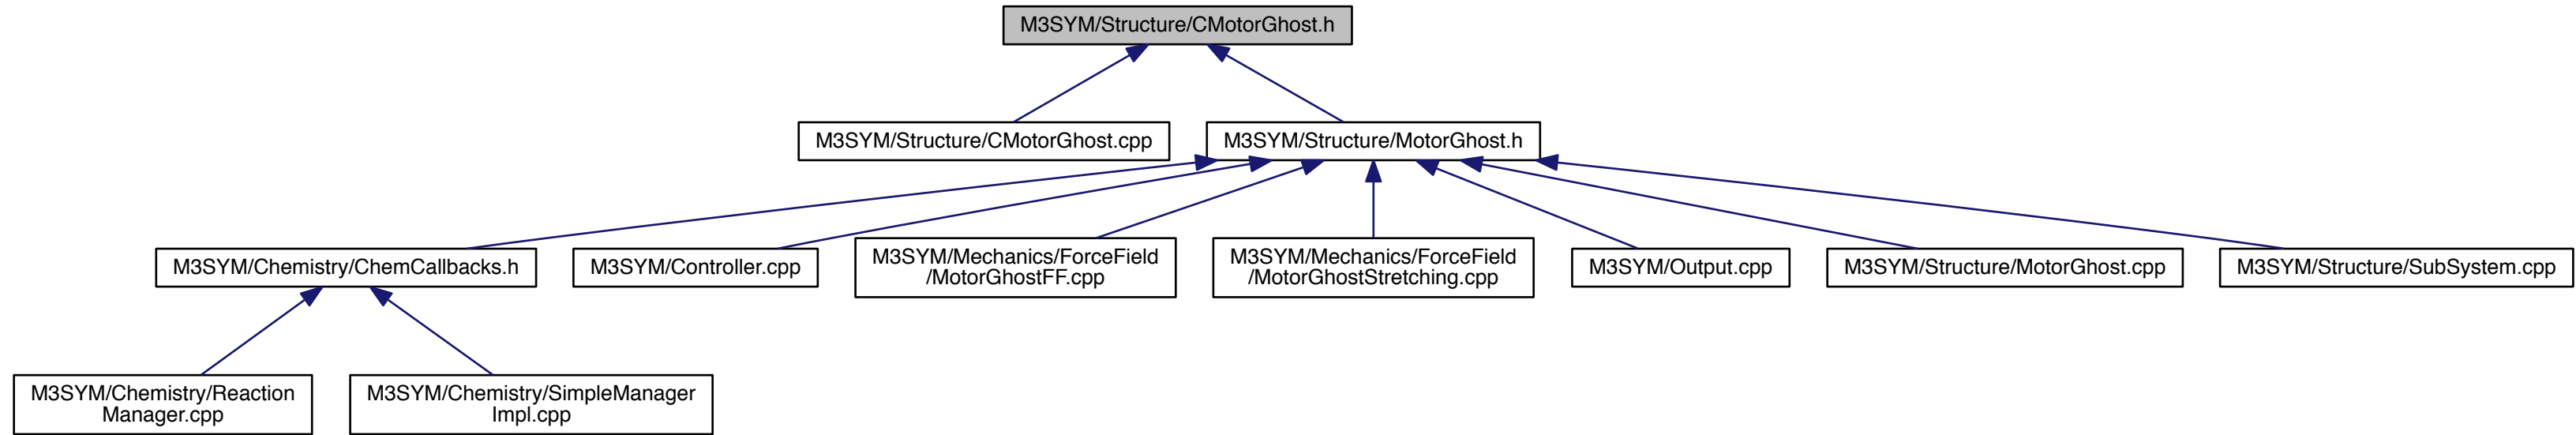 M3SYM/Structure/CMotorGhost.h
M3SYM/Structure/CMotorGhost.cpp
M3SYM/Structure/MotorGhost.h
M3SYM/Chemistry/ChemCallbacks.h
M3SYM/Controller.cpp
M3SYM/Mechanics/ForceField
/MotorGhostFF.cpp
M3SYM/Mechanics/ForceField
/MotorGhostStretching.cpp
M3SYM/Output.cpp
M3SYM/Structure/MotorGhost.cpp
M3SYM/Structure/SubSystem.cpp
M3SYM/Chemistry/Reaction
Manager.cpp
M3SYM/Chemistry/SimpleManager
Impl.cpp